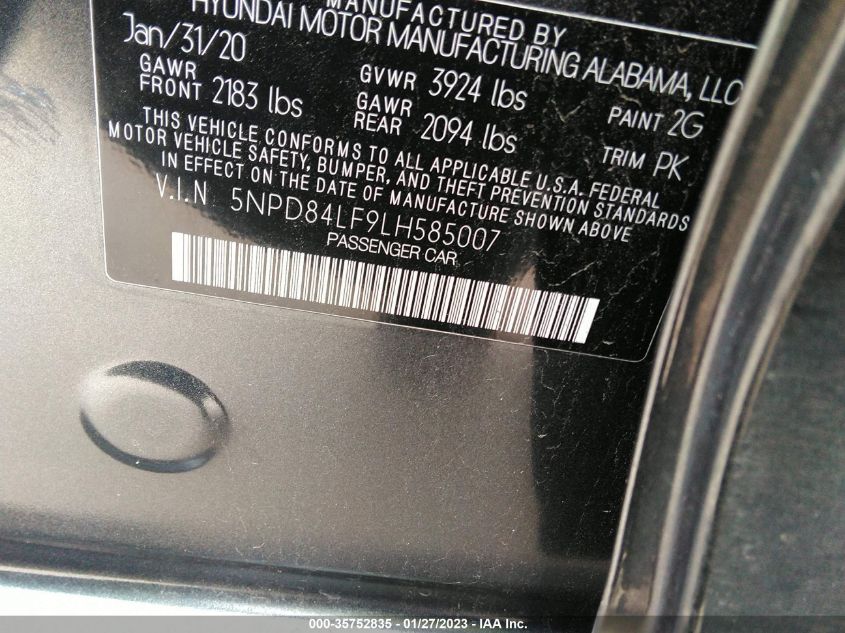 MANUFACTURED BY
HYUNDAI MOTOR MANUFACTURING ALABAMA, LLC
Jan/31/20
GAWR FRONT 2183 lbs
GVWR 3924 lbs
GAWR REAR 2094 lbs
PAINT 2G
TRIM PK
THIS VEHICLE CONFORMS TO ALL APPLICABLE U.S.A. FEDERAL
MOTOR VEHICLE SAFETY, BUMPER, AND THEFT PREVENTION STANDARDS
IN EFFECT ON THE DATE OF MANUFACTURE SHOWN ABOVE
V.I.N 5NPD84LF9LH585007
PASSENGER CAR
000-35752835 - 01/27/2023 - IAA Inc.